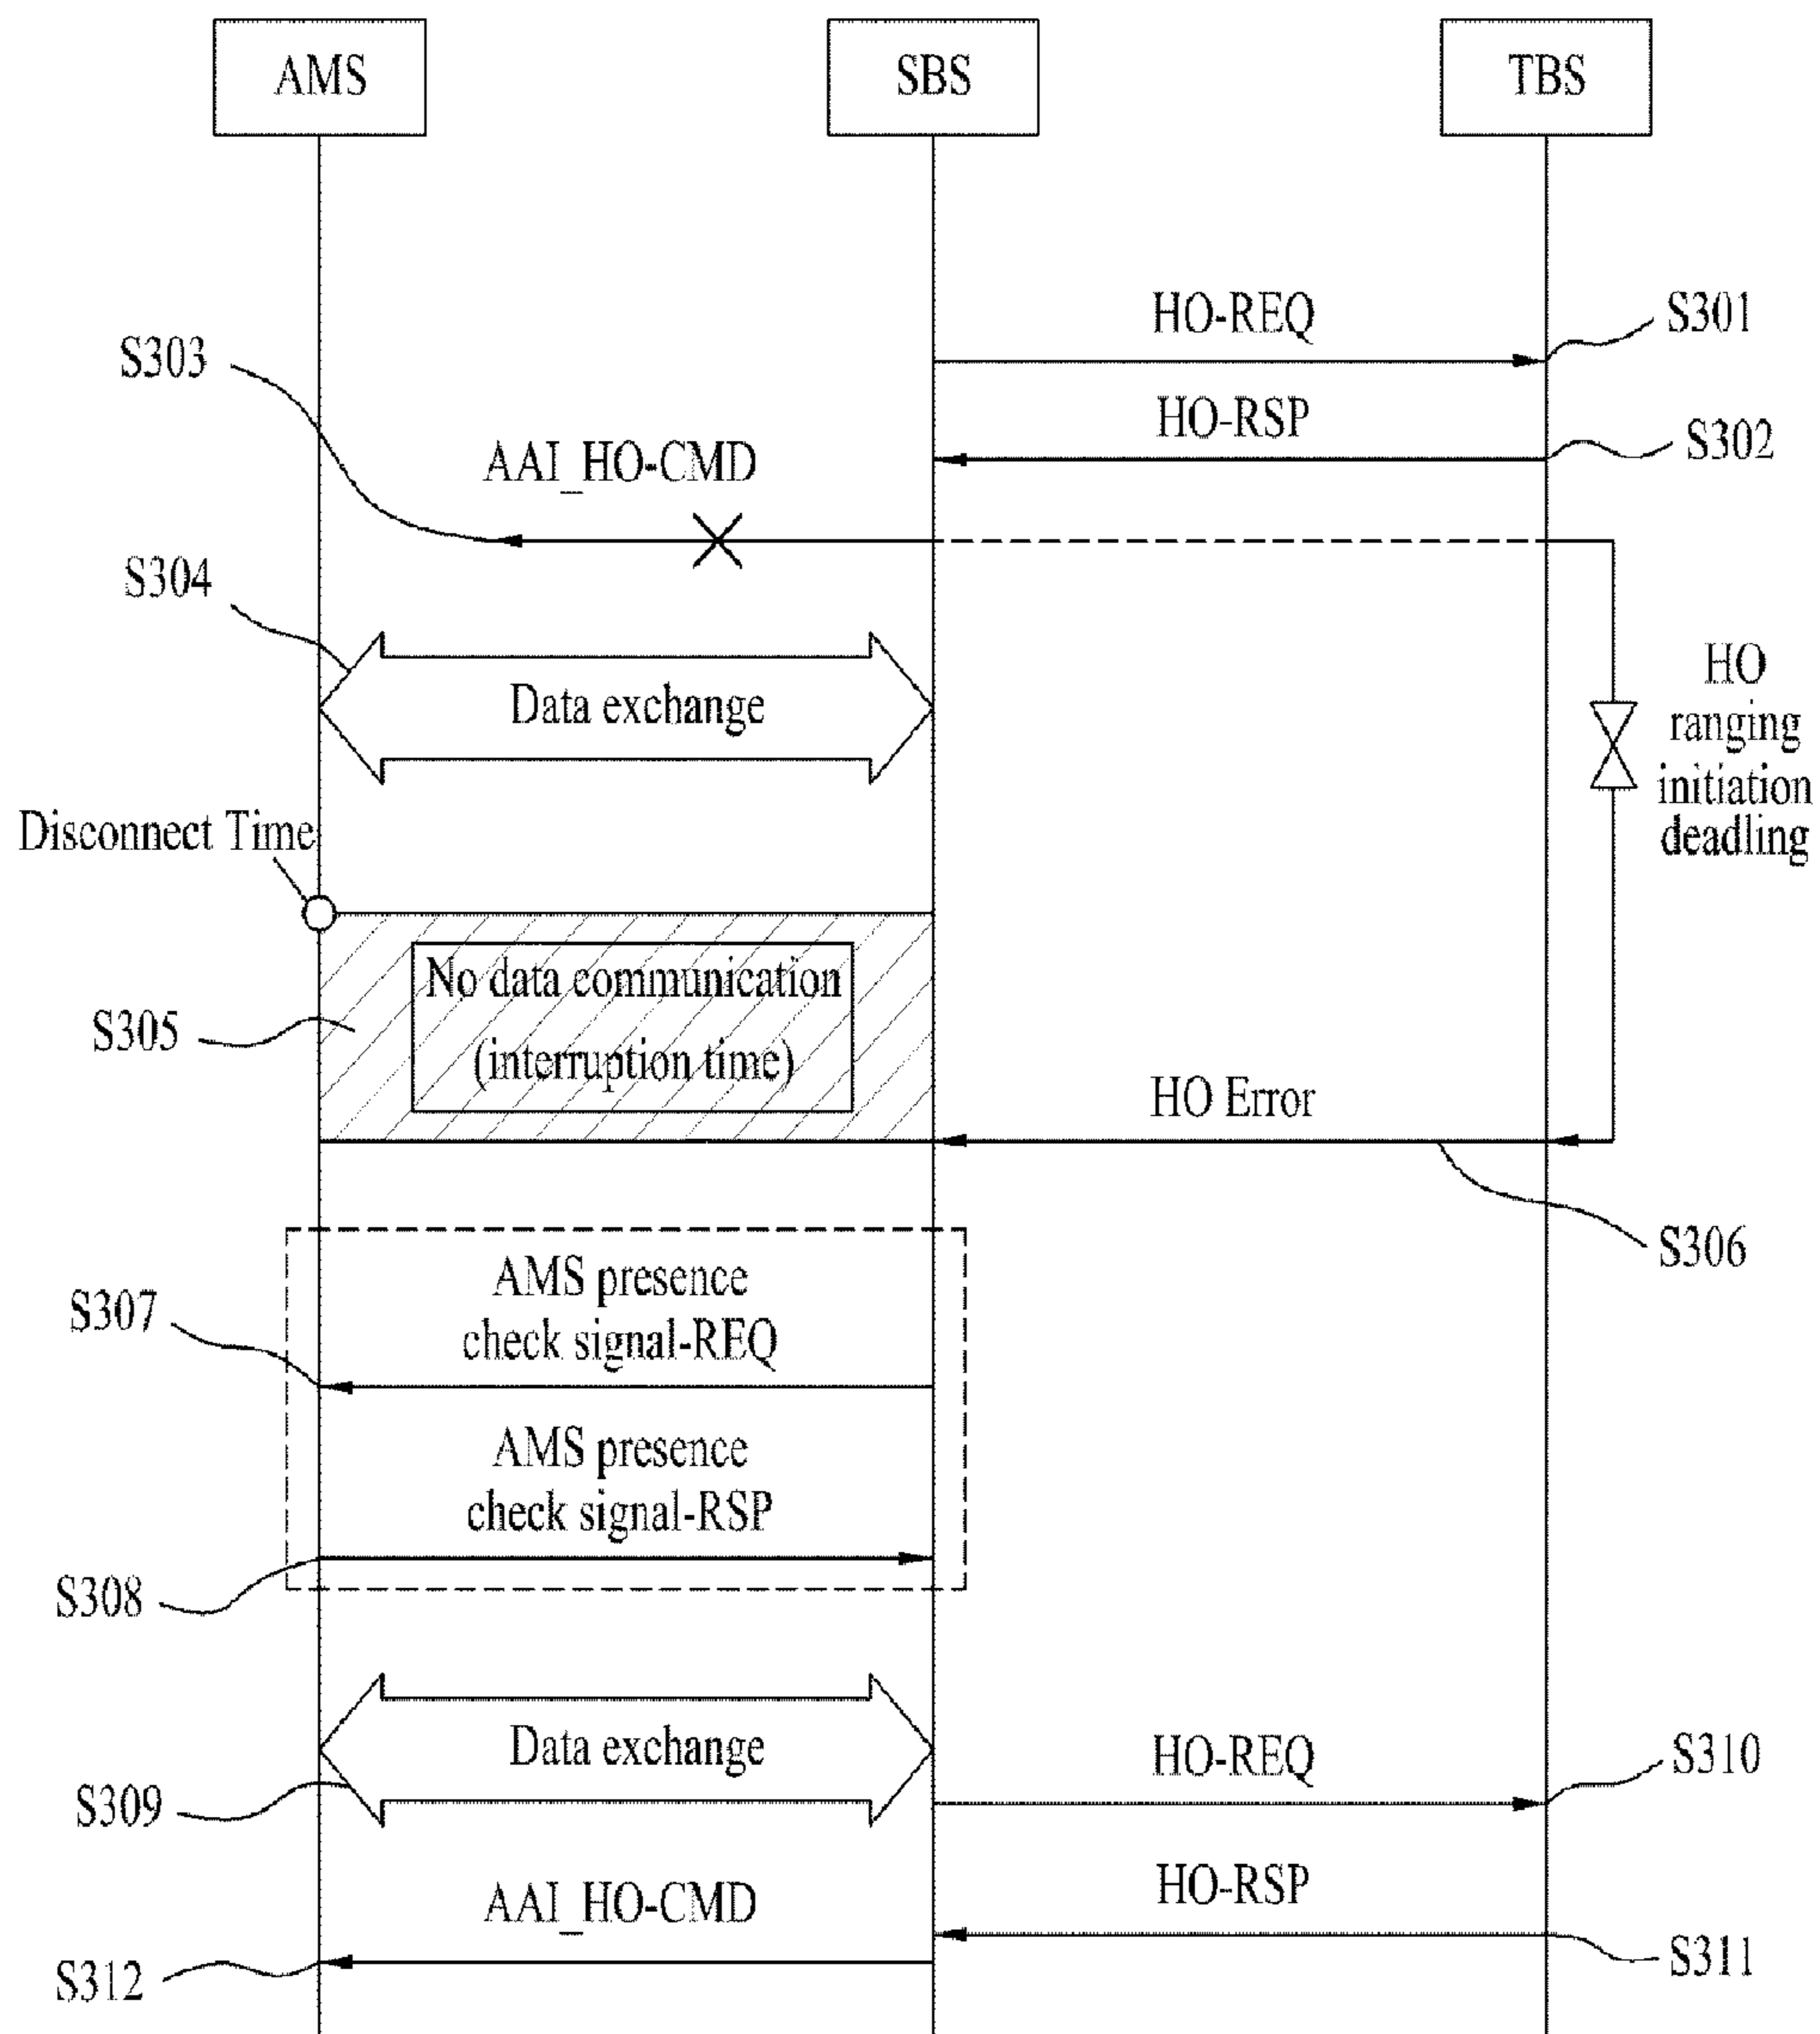 AMS
SBS
TBS
HO-REQ
S301
S303
HO-RSP
S302
AAI_HO-CMD
S304
Data exchange
HO
ranging
initiation
deadling
Disconnect Time
No data communication
(interruption time)
S305
HO Error
S306
AMS presence
check signal-REQ
S307
AMS presence
check signal-RSP
S308
Data exchange
S309
HO-REQ
S310
HO-RSP
S311
AAI_HO-CMD
S312